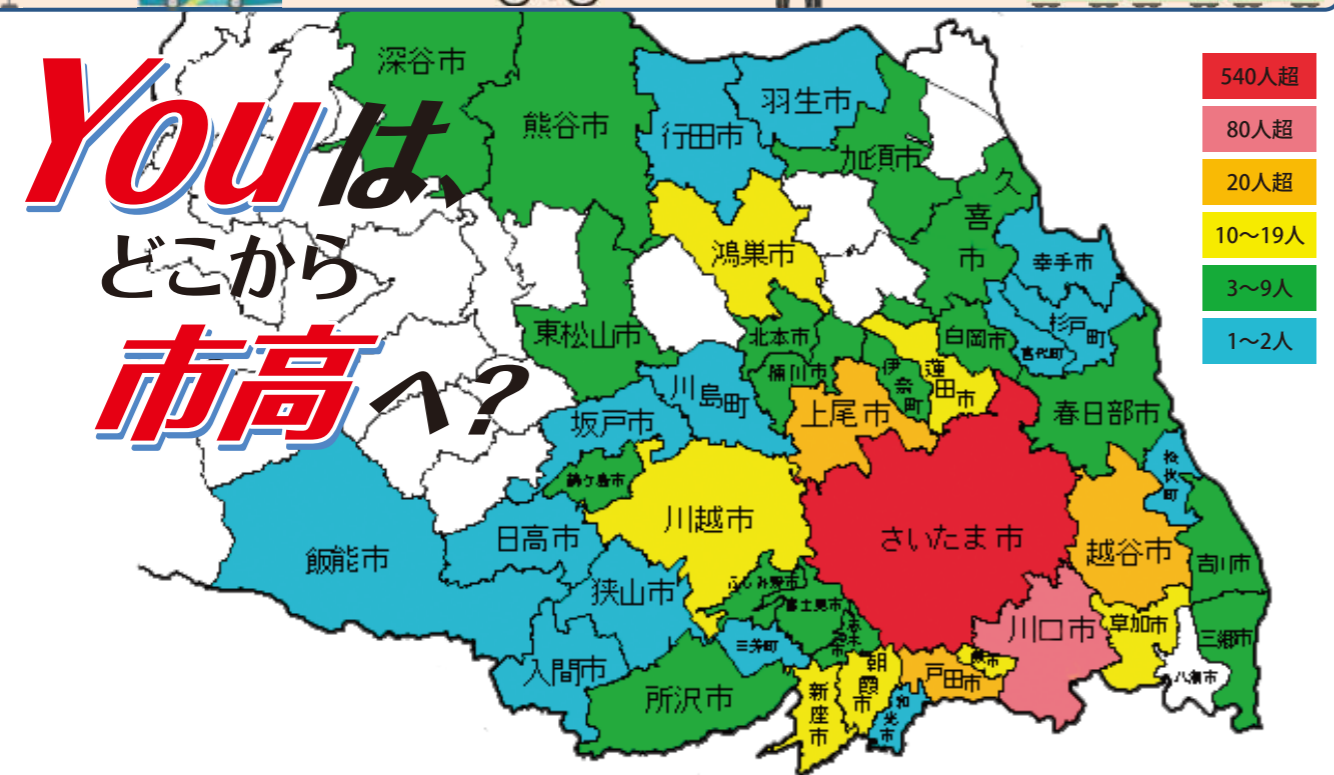 Youは、
どこから
市高へ?
540人超
80人超
20人超
10～19人
3～9人
1～2人
深谷市
熊谷市
行田市
羽生市
加須市
久喜市
鴻巣市
幸手市
杉戸町
宮代町
東松山市
北本市
白岡市
桶川市
伊奈町
蓮田市
川島町
上尾市
春日部市
坂戸市
鶴ヶ島市
松伏町
川越市
さいたま市
日高市
飯能市
越谷市
吉川市
狭山市
ふじみ野市
富士見市
志木市
川口市
草加市
三郷市
三芳町
入間市
朝霞市
戸田市
蕨市
八潮市
所沢市
新座市
和光市